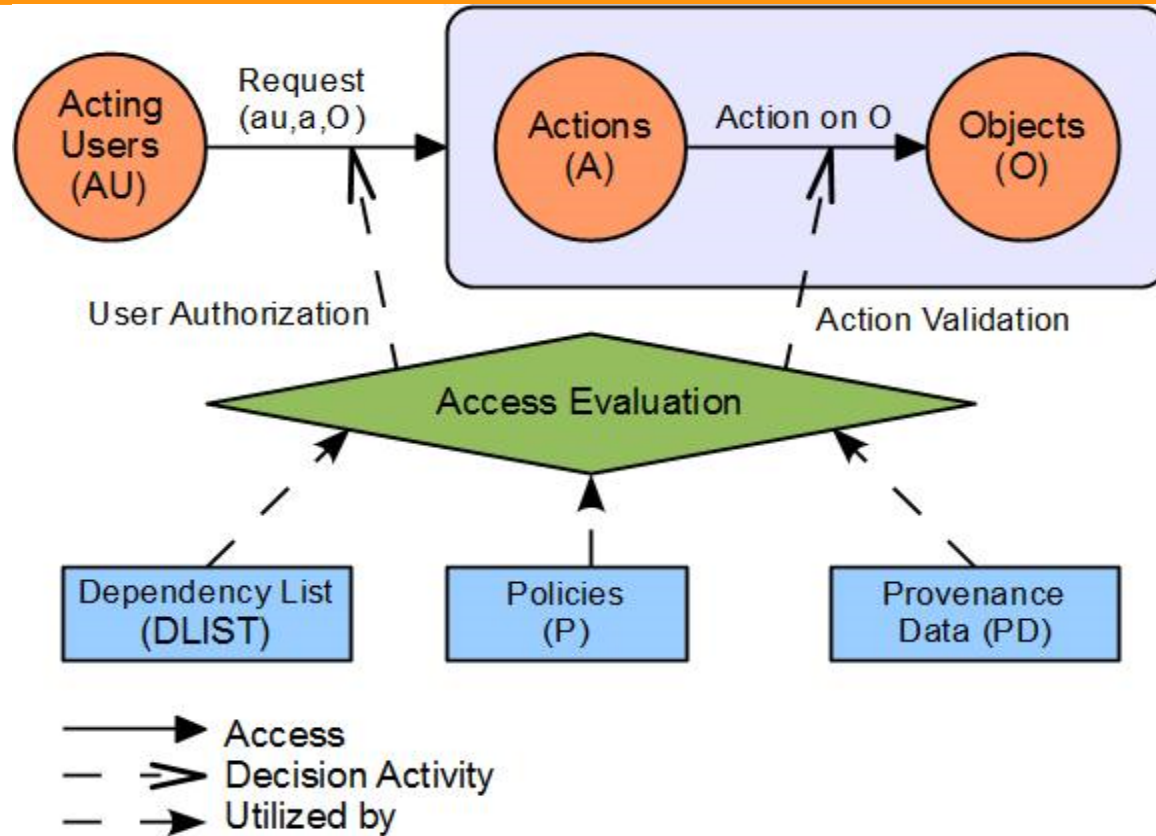 Acting
Users
(AU)
Request
(au,a,O)
Actions
(A)
Action on O
Objects
(O)
User Authorization
Action Validation
Access Evaluation
Dependency List
(DLIST)
Policies
(P)
Provenance
Data (PD)
Access
Decision Activity
Utilized by